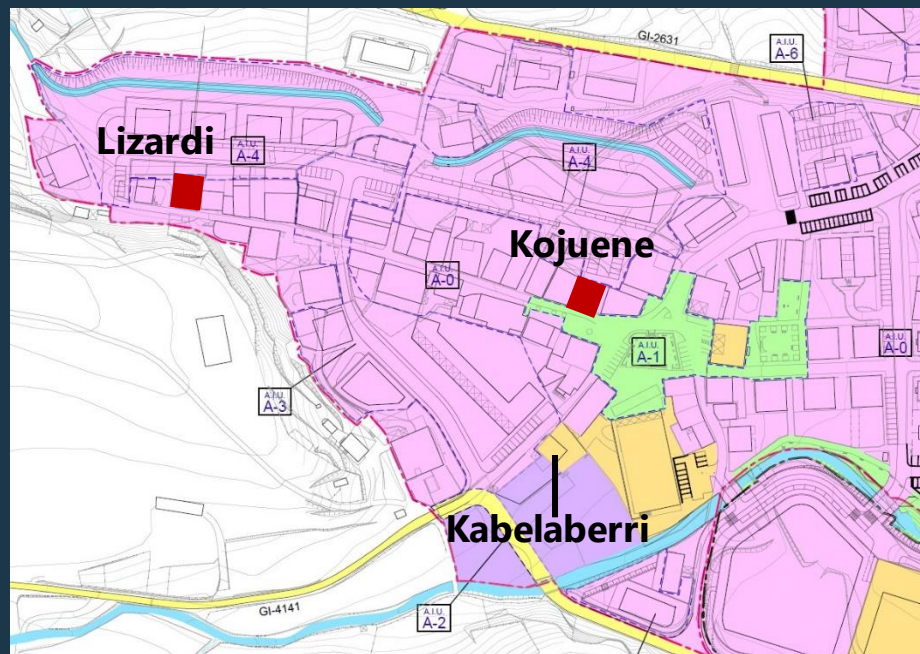 GI-2631
A.I.U.
A-6
Lizardi
A.I.U.
A-4
A.I.U.
A-4
Kojuene
A.I.U.
A-0
A.I.U.
A-1
A.I.U.
A-0
A.I.U.
A-3
Kabelaberri
GI-4141
A.I.U.
A-2